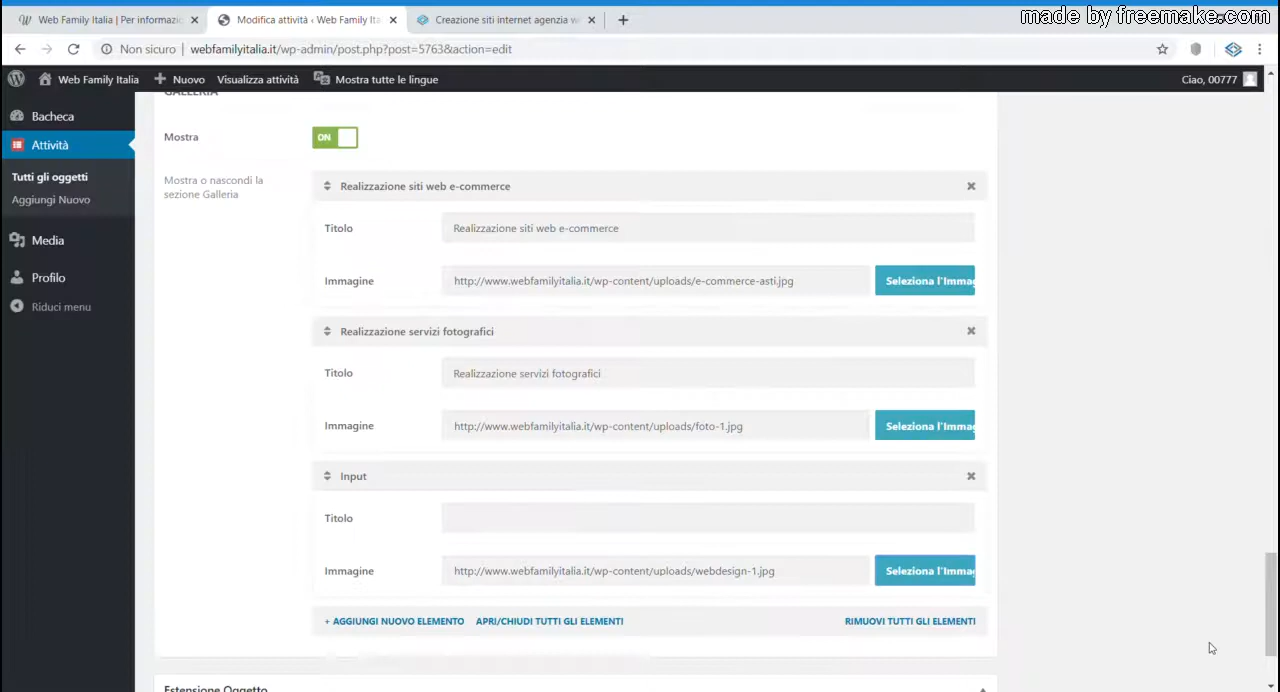 Web Family Italia | Per informazio
Modifica attività ‹ Web Family Ita
Creazione siti internet agenzia w
made by freemake.com
Non sicuro | webfamilyitalia.it/wp-admin/post.php?post=5763&action=edit
Web Family Italia
Nuovo
Visualizza attività
Mostra tutte le lingue
Ciao, 00777
Bacheca
Attività
Tutti gli oggetti
Aggiungi Nuovo
Media
Profilo
Riduci menu
GALLERIA
Mostra
ON
Mostra o nascondi la
sezione Galleria
Realizzazione siti web e-commerce
Titolo
Realizzazione siti web e-commerce
Immagine
http://www.webfamilyitalia.it/wp-content/uploads/e-commerce-asti.jpg
Seleziona l'Immag
Realizzazione servizi fotografici
Titolo
Realizzazione servizi fotografici
Immagine
http://www.webfamilyitalia.it/wp-content/uploads/foto-1.jpg
Seleziona l'Immag
Input
Titolo
Immagine
http://www.webfamilyitalia.it/wp-content/uploads/webdesign-1.jpg
Seleziona l'Immag
+ AGGIUNGI NUOVO ELEMENTO
APRI/CHIUDI TUTTI GLI ELEMENTI
RIMUOVI TUTTI GLI ELEMENTI
Estensione Oggetto